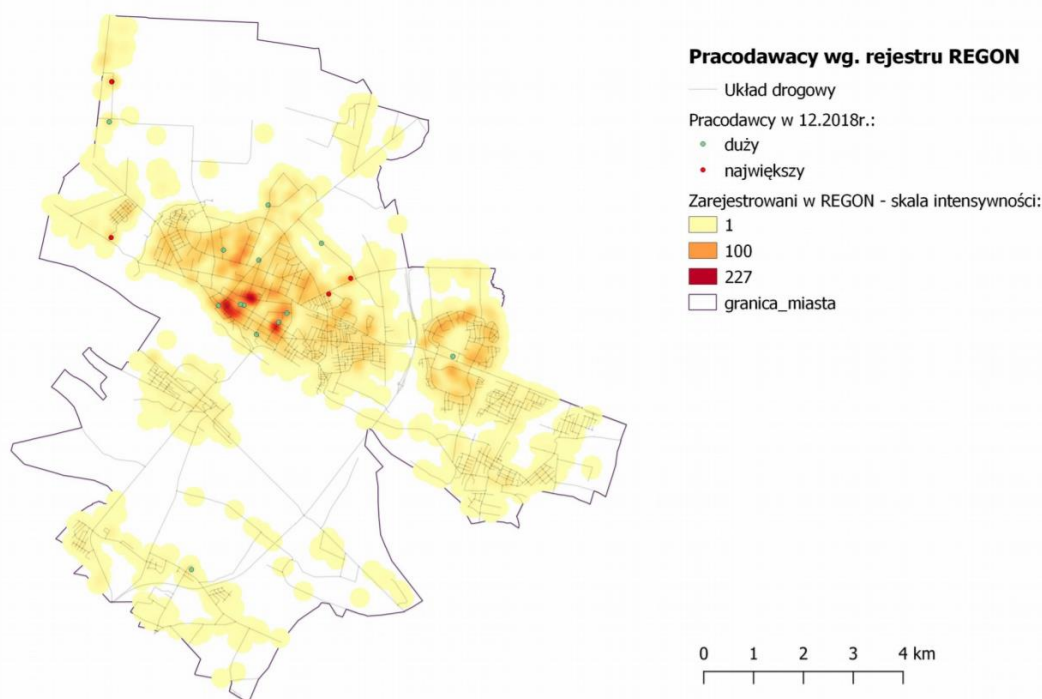 Pracodawacy wg. rejestru REGON
Układ drogowy
Pracodawcy w 12.2018r.:
duży
największy
Zarejestrowani w REGON - skala intensywności:
1
100
227
granica_miasta
0 1 2 3 4 km